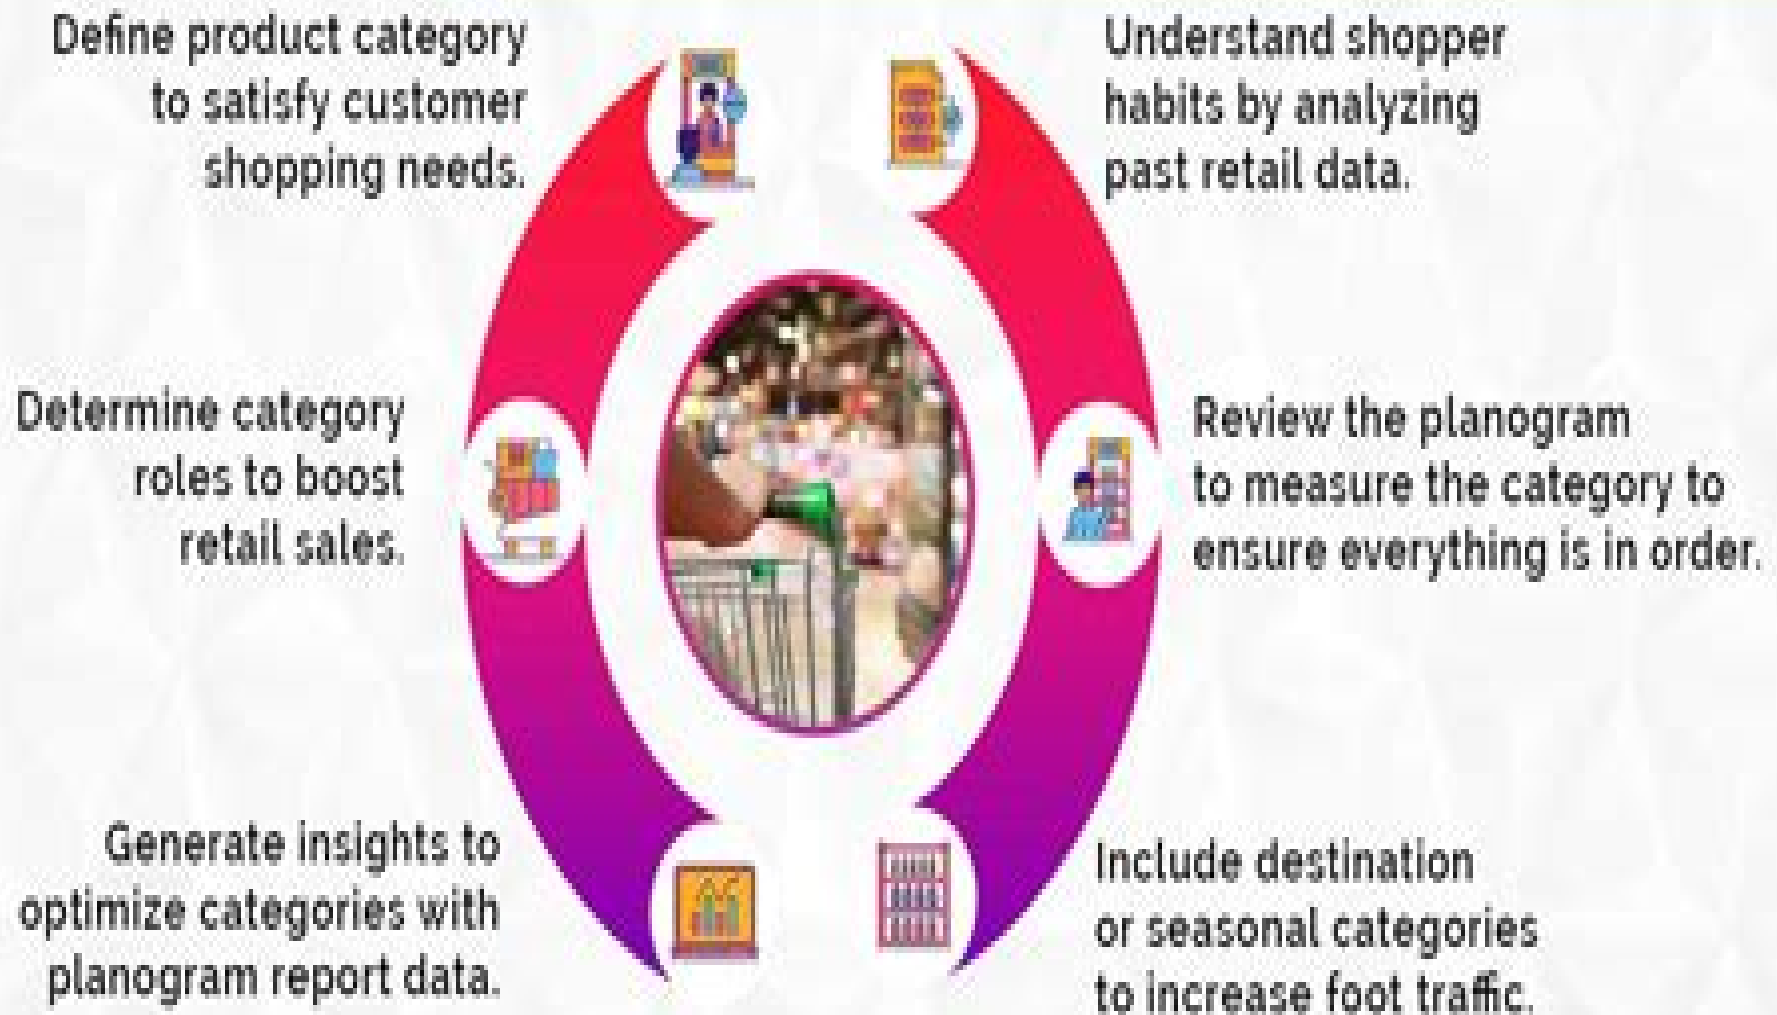 Define product category
to satisfy customer
shopping needs.
Understand shopper
habits by analyzing
past retail data.
Determine category
roles to boost
retail sales.
Review the planogram
to measure the category to
ensure everything is in order.
Generate insights to
optimize categories with
planogram report data.
Include destination
or seasonal categories
to increase foot traffic.